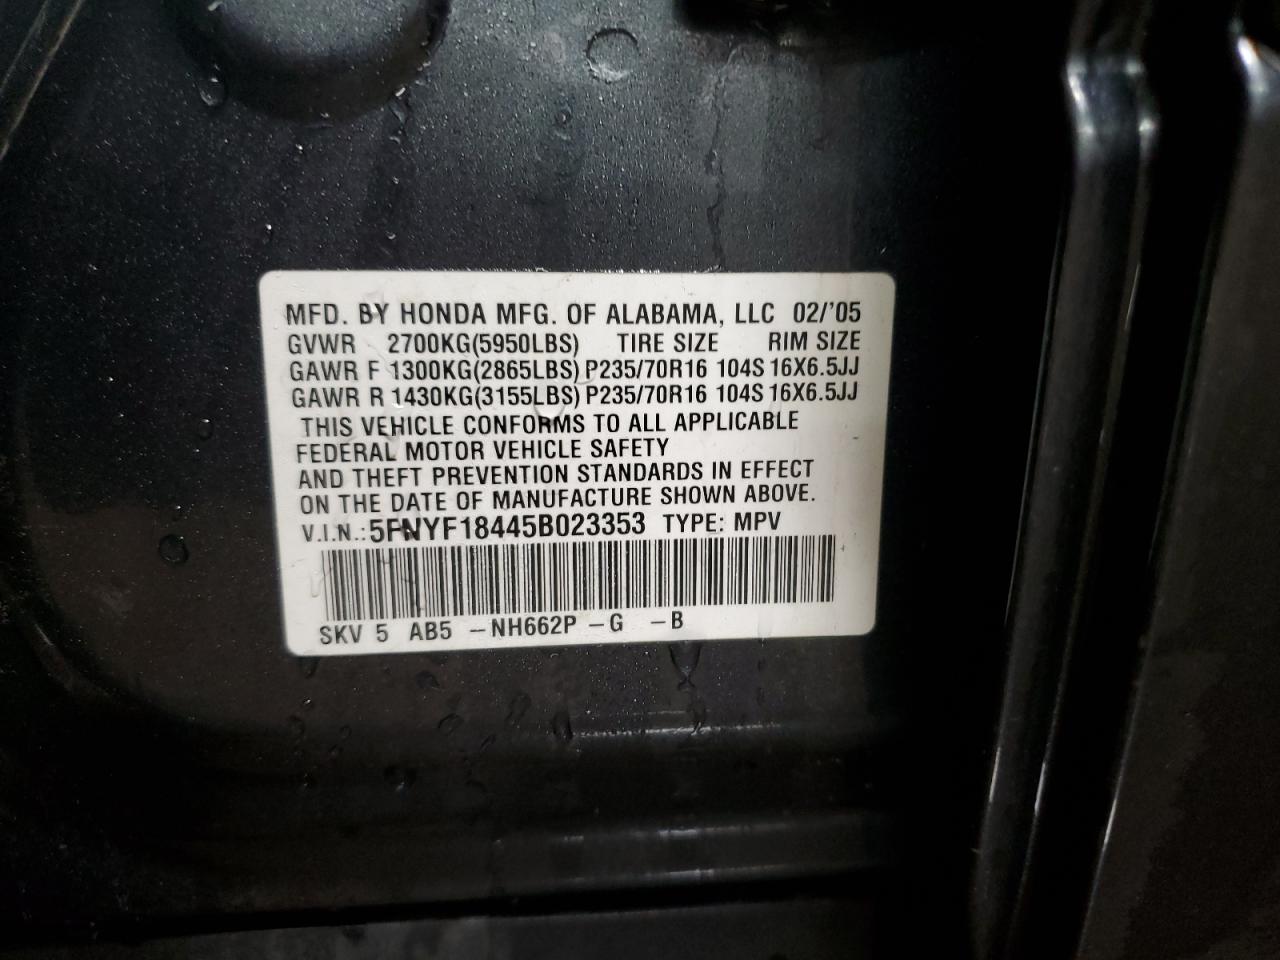 MFD. BY HONDA MFG. OF ALABAMA, LLC 02/'05
GVWR 2700KG(5950LBS) TIRE SIZE RIM SIZE
GAWR F 1300KG(2865LBS) P235/70R16 104S 16X6.5JJ
GAWR R 1430KG(3155LBS) P235/70R16 104S 16X6.5JJ
THIS VEHICLE CONFORMS TO ALL APPLICABLE
FEDERAL MOTOR VEHICLE SAFETY
AND THEFT PREVENTION STANDARDS IN EFFECT
ON THE DATE OF MANUFACTURE SHOWN ABOVE.
V.I.N.: 5FNYF18445B023353 TYPE: MPV
SKV 5 AB5 -NH662P -G -B